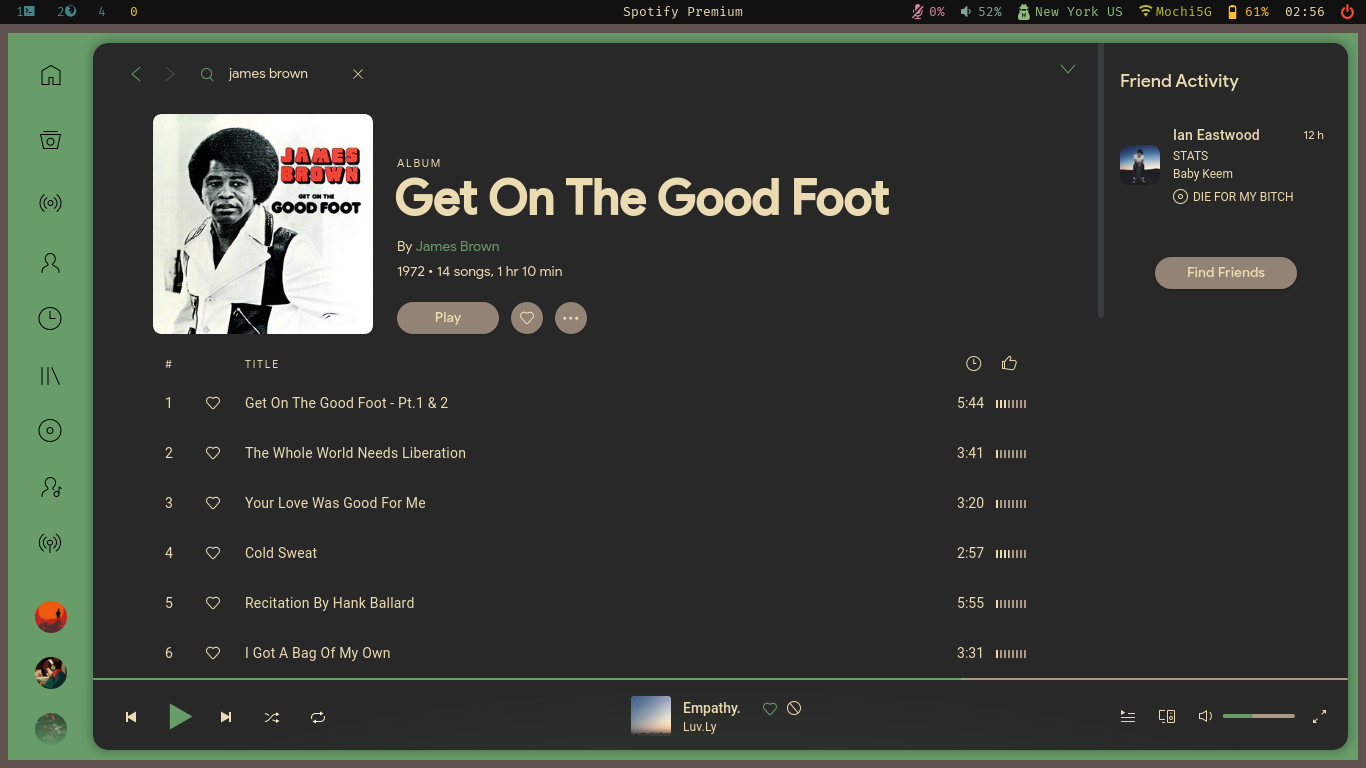 1 2 4 0 Spotify Premium 0% 52% New York US Mochi5G 61% 02:56
james brown
Friend Activity
JAMES
BROWN
GET ON THE
GOOD FOOT
ALBUM
Get On The Good Foot
By James Brown
1972 • 14 songs, 1 hr 10 min
Play
Ian Eastwood 12 h
STATS
Baby Keem
DIE FOR MY BITCH
Find Friends
# TITLE
1 Get On The Good Foot - Pt.1 & 2 5:44
2 The Whole World Needs Liberation 3:41
3 Your Love Was Good For Me 3:20
4 Cold Sweat 2:57
5 Recitation By Hank Ballard 5:55
6 I Got A Bag Of My Own 3:31
Empathy.
Luv.Ly